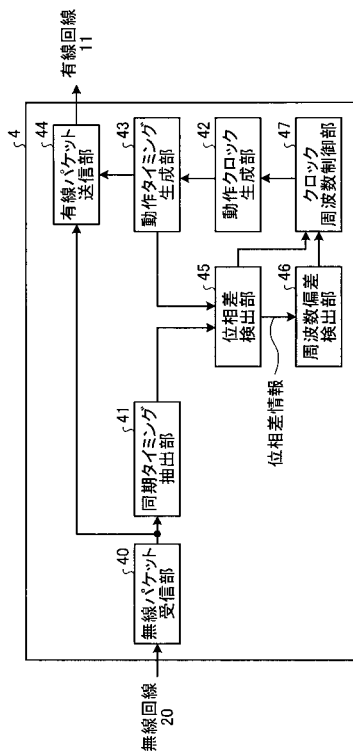 4
無線回線
20
40
無線パケット
受信部
41
同期タイミング
抽出部
44
有線パケット
送信部
有線回線
11
43
動作タイミング
生成部
42
動作クロック
生成部
47
クロック
周波数制御部
45
位相差
検出部
46
周波数偏差
検出部
位相差情報